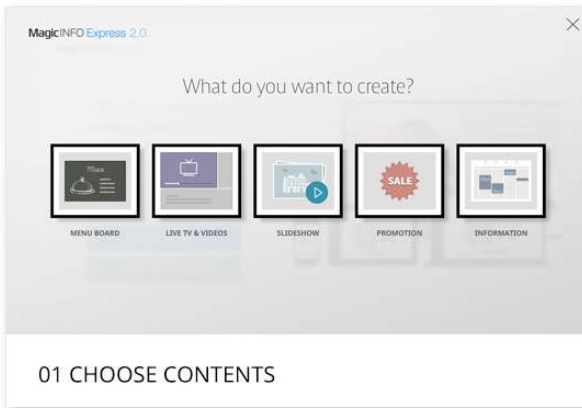 MagicINFO Express 2.0
What do you want to create?
Menu
SALE
MENU BOARD
LIVE TV & VIDEOS
SLIDESHOW
PROMOTION
INFORMATION
01 CHOOSE CONTENTS